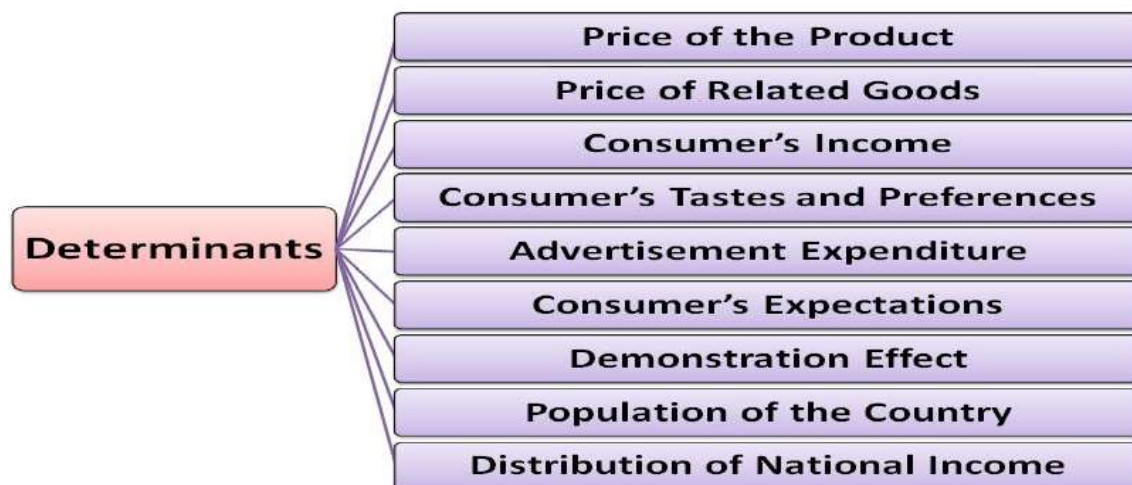 Determinants
Price of the Product
Price of Related Goods
Consumer’s Income
Consumer’s Tastes and Preferences
Advertisement Expenditure
Consumer’s Expectations
Demonstration Effect
Population of the Country
Distribution of National Income